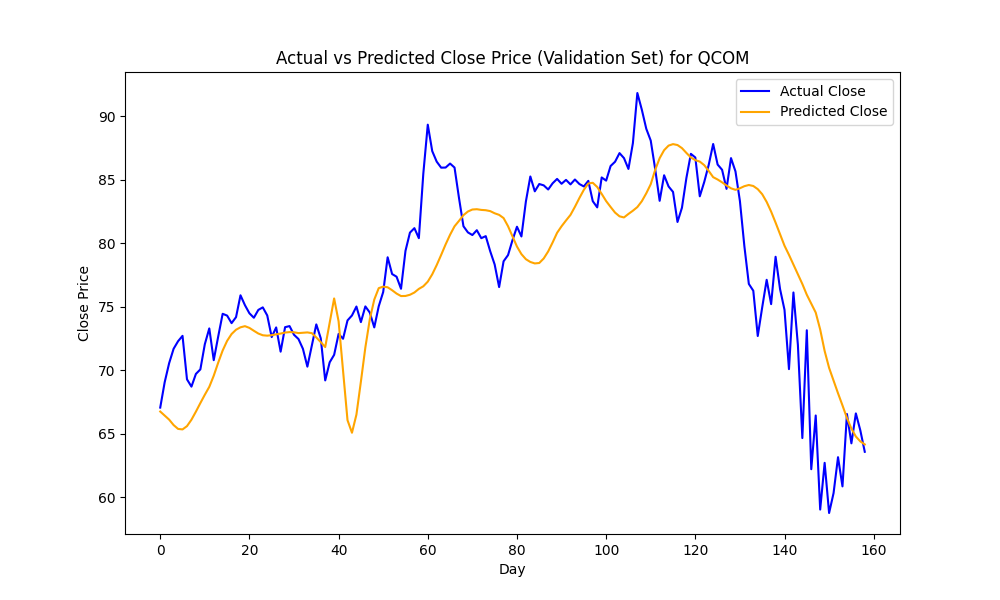 Actual vs Predicted Close Price (Validation Set) for QCOM
Actual Close
Predicted Close
Close Price
90
85
80
75
70
65
60
0 20 40 60 80 100 120 140 160
Day